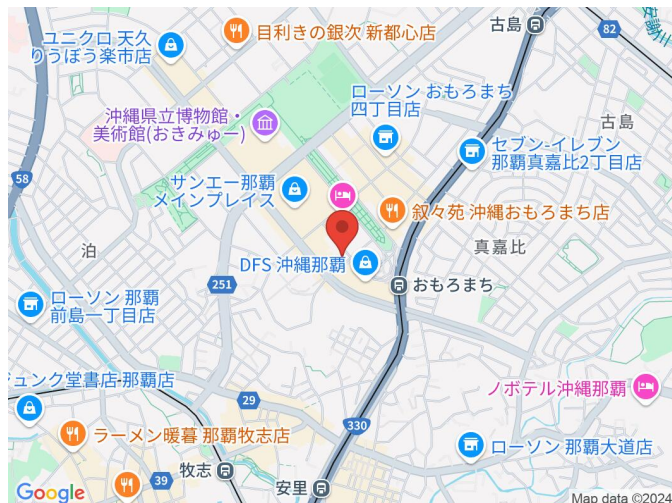 ユニクロ 天久
りうぼう楽市店
目利きの銀次 新都心店
古島
82
安謝川
沖縄県立博物館・
美術館(おきみゅー)
ローソン おもろまち
四丁目店
古島
セブン-イレブン
那覇真嘉比2丁目店
58
サンエー那覇
メインプレイス
叙々苑 沖縄おもろまち店
泊
真嘉比
DFS 沖縄那覇
251
おもろまち
ローソン 那覇
前島一丁目店
ジュンク堂書店 那覇店
ノボテル沖縄那覇
29
330
ラーメン暖暮 那覇牧志店
ローソン 那覇大道店
牧志
39
安里
Google
Map data ©2024